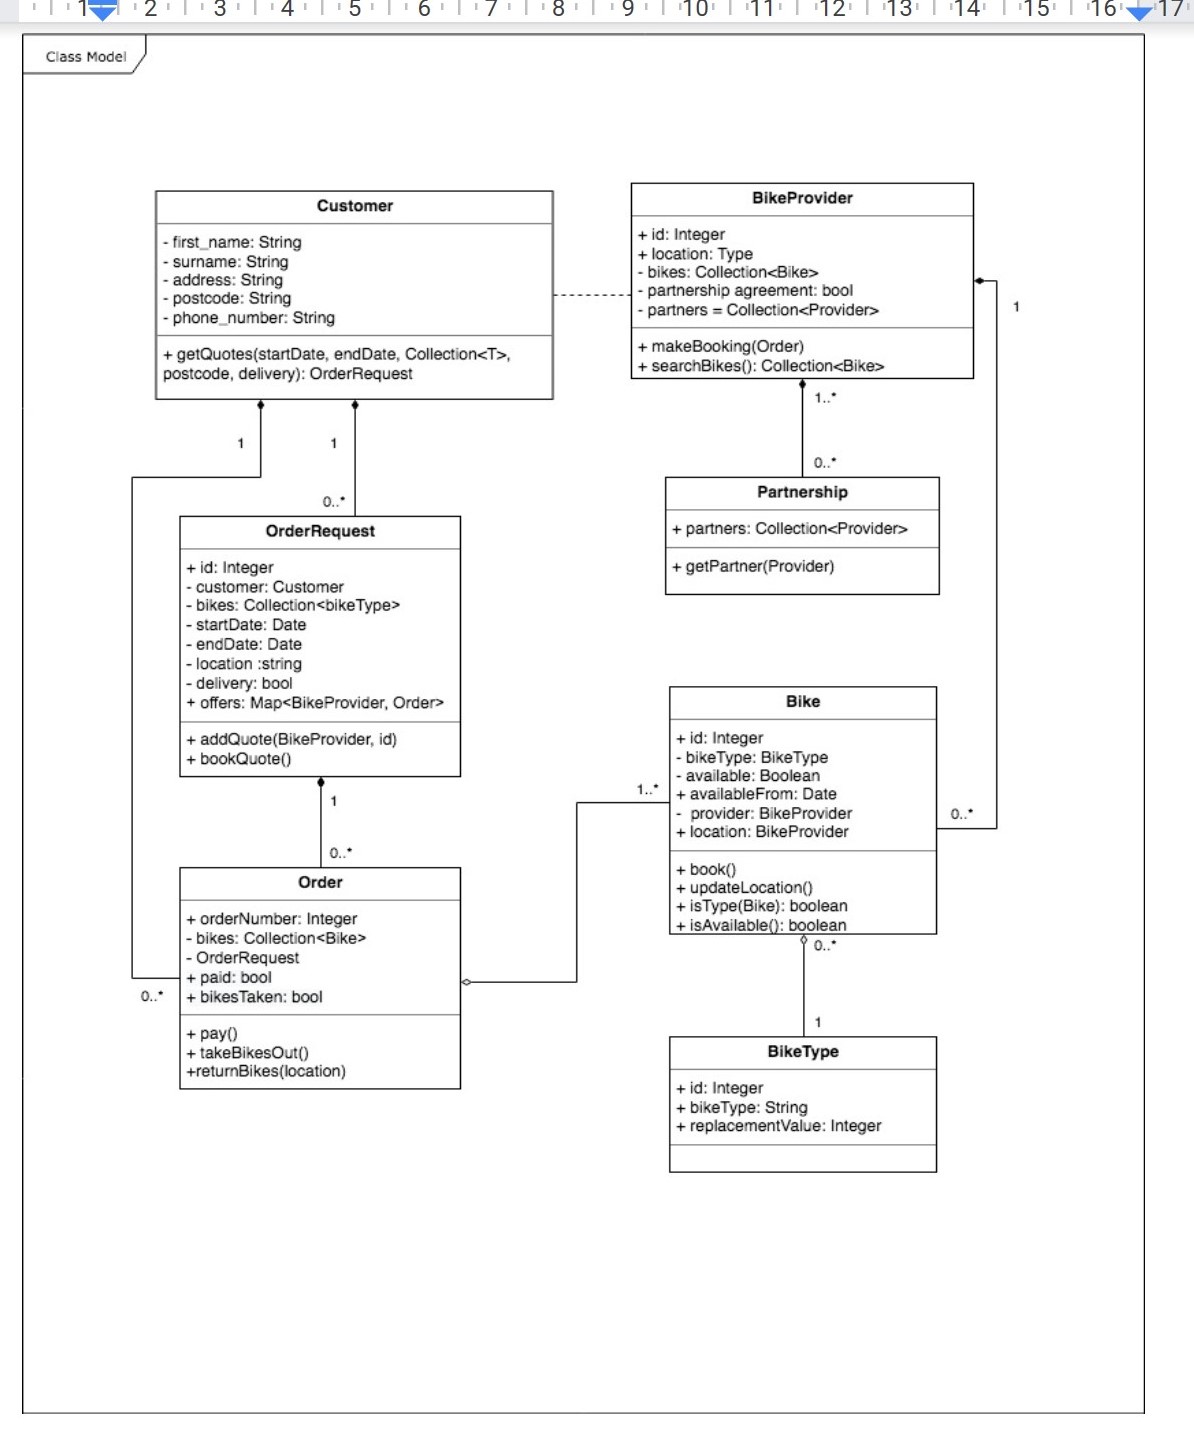 1 2 3 4 5 6 7 8 9 10 11 12 13 14 15 16 17
Class Model
Customer
- first_name: String
- surname: String
- address: String
- postcode: String
- phone_number: String
+ getQuotes(startDate, endDate, Collection<T>,
postcode, delivery): OrderRequest
BikeProvider
+ id: Integer
+ location: Type
- bikes: Collection<Bike>
- partnership agreement: bool
- partners = Collection<Provider>
+ makeBooking(Order)
+ searchBikes(): Collection<Bike>
1
1..*
0..*
1
1
0..*
Partnership
+ partners: Collection<Provider>
+ getPartner(Provider)
OrderRequest
+ id: Integer
- customer: Customer
- bikes: Collection<bikeType>
- startDate: Date
- endDate: Date
- location :string
- delivery: bool
+ offers: Map<BikeProvider, Order>
+ addQuote(BikeProvider, id)
+ bookQuote()
1
0..*
Bike
+ id: Integer
- bikeType: BikeType
- available: Boolean
+ availableFrom: Date
- provider: BikeProvider
+ location: BikeProvider
+ book()
+ updateLocation()
+ isType(Bike): boolean
+ isAvailable(): boolean
1..*
0..*
0..*
1
Order
+ orderNumber: Integer
- bikes: Collection<Bike>
- OrderRequest
+ paid: bool
+ bikesTaken: bool
+ pay()
+ takeBikesOut()
+returnBikes(location)
0..*
BikeType
+ id: Integer
+ bikeType: String
+ replacementValue: Integer